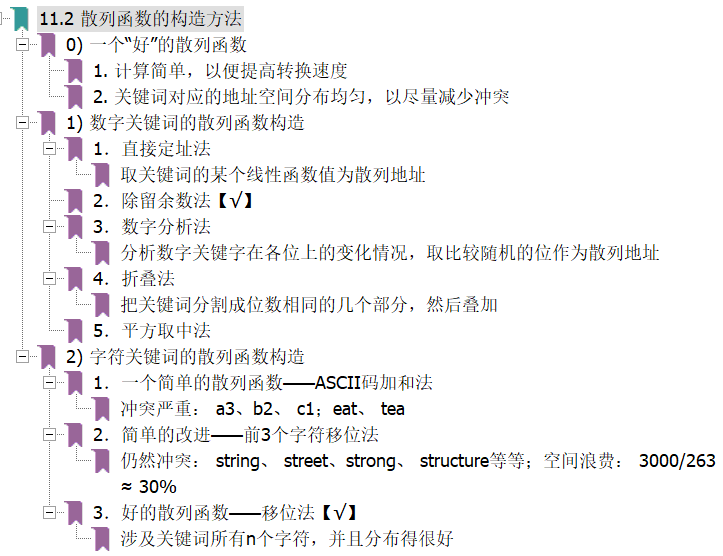 11.2 散列函数的构造方法
0) 一个“好”的散列函数
1. 计算简单，以便提高转换速度
2. 关键词对应的地址空间分布均匀，以尽量减少冲突
1) 数字关键词的散列函数构造
1．直接定址法
取关键词的某个线性函数值为散列地址
2．除留余数法【√】
3．数字分析法
分析数字关键字在各位上的变化情况，取比较随机的位作为散列地址
4．折叠法
把关键词分割成位数相同的几个部分，然后叠加
5．平方取中法
2) 字符关键词的散列函数构造
1．一个简单的散列函数——ASCII码加和法
冲突严重： a3、b2、 c1；eat、 tea
2．简单的改进——前3个字符移位法
仍然冲突： string、 street、strong、 structure等等；空间浪费： 3000/263
≈ 30%
3．好的散列函数——移位法【√】
涉及关键词所有n个字符，并且分布得很好